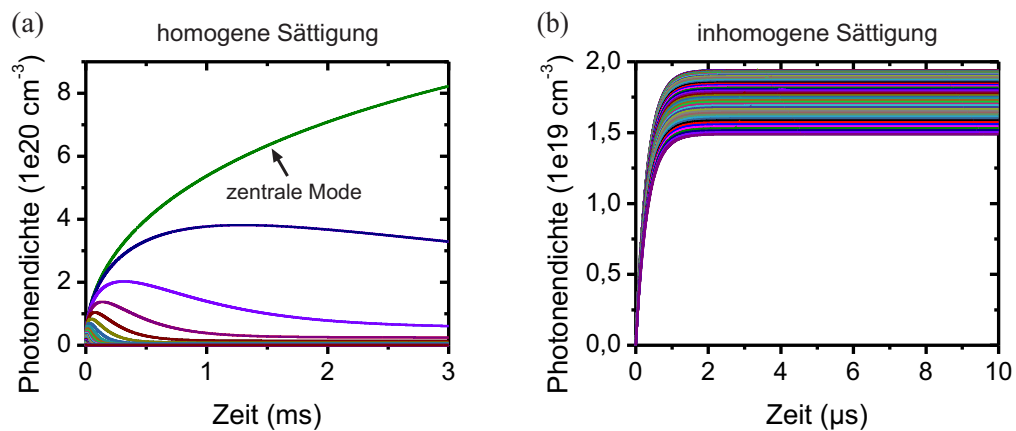 (a)
homogene Sättigung
Photonendichte (1e20 cm⁻³)
8
6
4
2
0
zentrale Mode
0 1 2 3
Zeit (ms)
(b)
inhomogene Sättigung
Photonendichte (1e19 cm⁻³)
2,0
1,5
1,0
0,5
0,0
0 2 4 6 8 10
Zeit (µs)